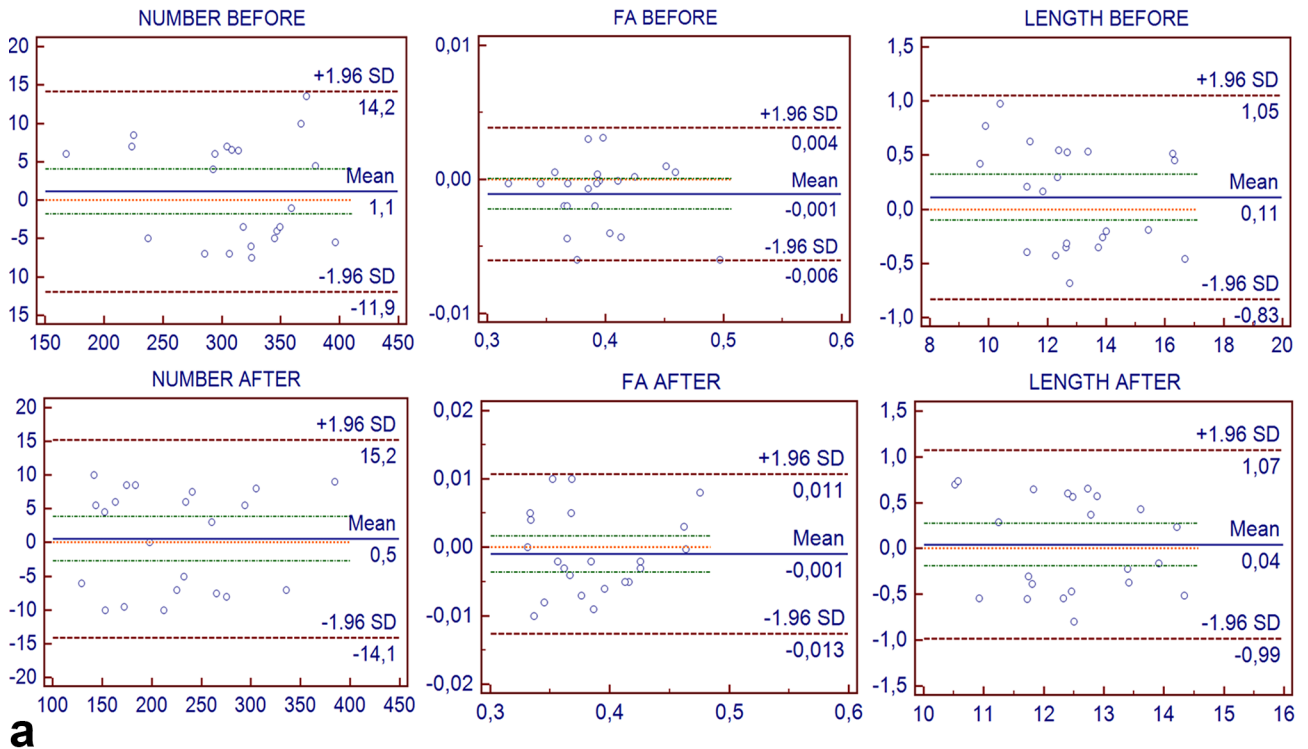 NUMBER BEFORE
20
15
10
5
0
-5
10
15
+1.96 SD
14,2
Mean
1,1
-1.96 SD
-11,9
150 200 250 300 350 400 450
FA BEFORE
0,01
0,00
-0,01
+1.96 SD
0,004
Mean
-0,001
-1.96 SD
-0,006
0,3 0,4 0,5 0,6
LENGTH BEFORE
1,5
1,0
0,5
0,0
-0,5
-1,0
+1.96 SD
1,05
Mean
0,11
-1.96 SD
-0,83
8 10 12 14 16 18 20
NUMBER AFTER
20
15
10
5
0
-5
-10
-15
-20
+1.96 SD
15,2
Mean
0,5
-1.96 SD
-14,1
100 150 200 250 300 350 400 450
FA AFTER
0,02
0,01
0,00
-0,01
-0,02
+1.96 SD
0,011
Mean
-0,001
-1.96 SD
-0,013
0,3 0,4 0,5 0,6
LENGTH AFTER
1,5
1,0
0,5
0,0
-0,5
-1,0
-1,5
+1.96 SD
1,07
Mean
0,04
-1.96 SD
-0,99
10 11 12 13 14 15 16
a